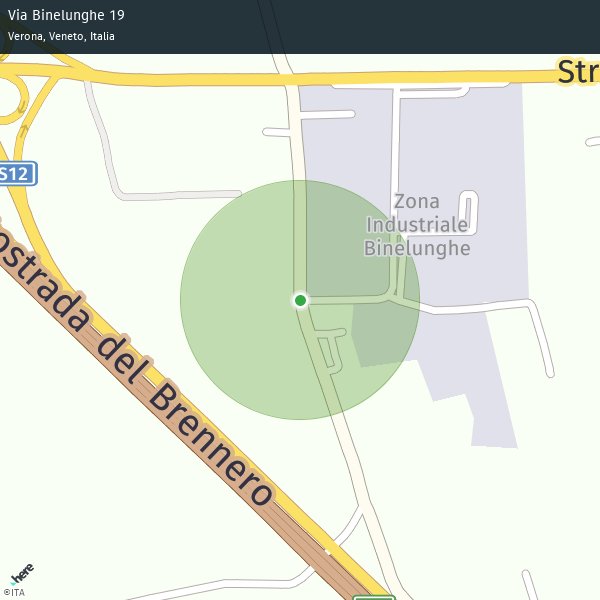 Via Binelunghe 19
Verona, Veneto, Italia
Str
S12
Zona
Industriale
Binelunghe
ostrada del Brennero
here
©ITA